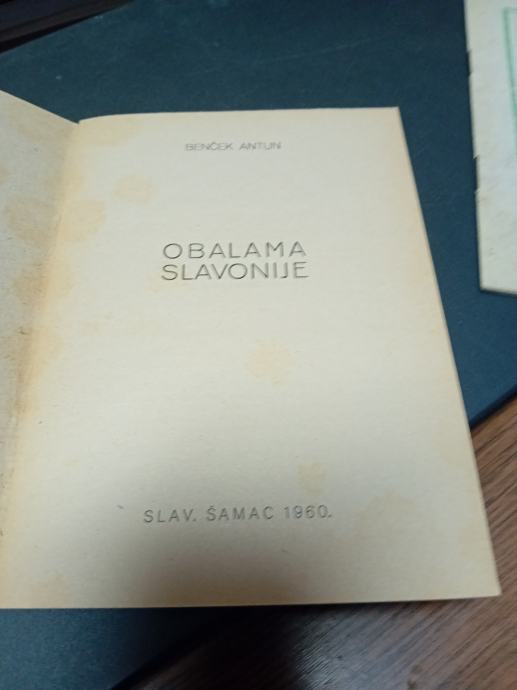 BENČEK ANTUN
OBALAMA
SLAVONIJE
SLAV. ŠAMAC 1960.